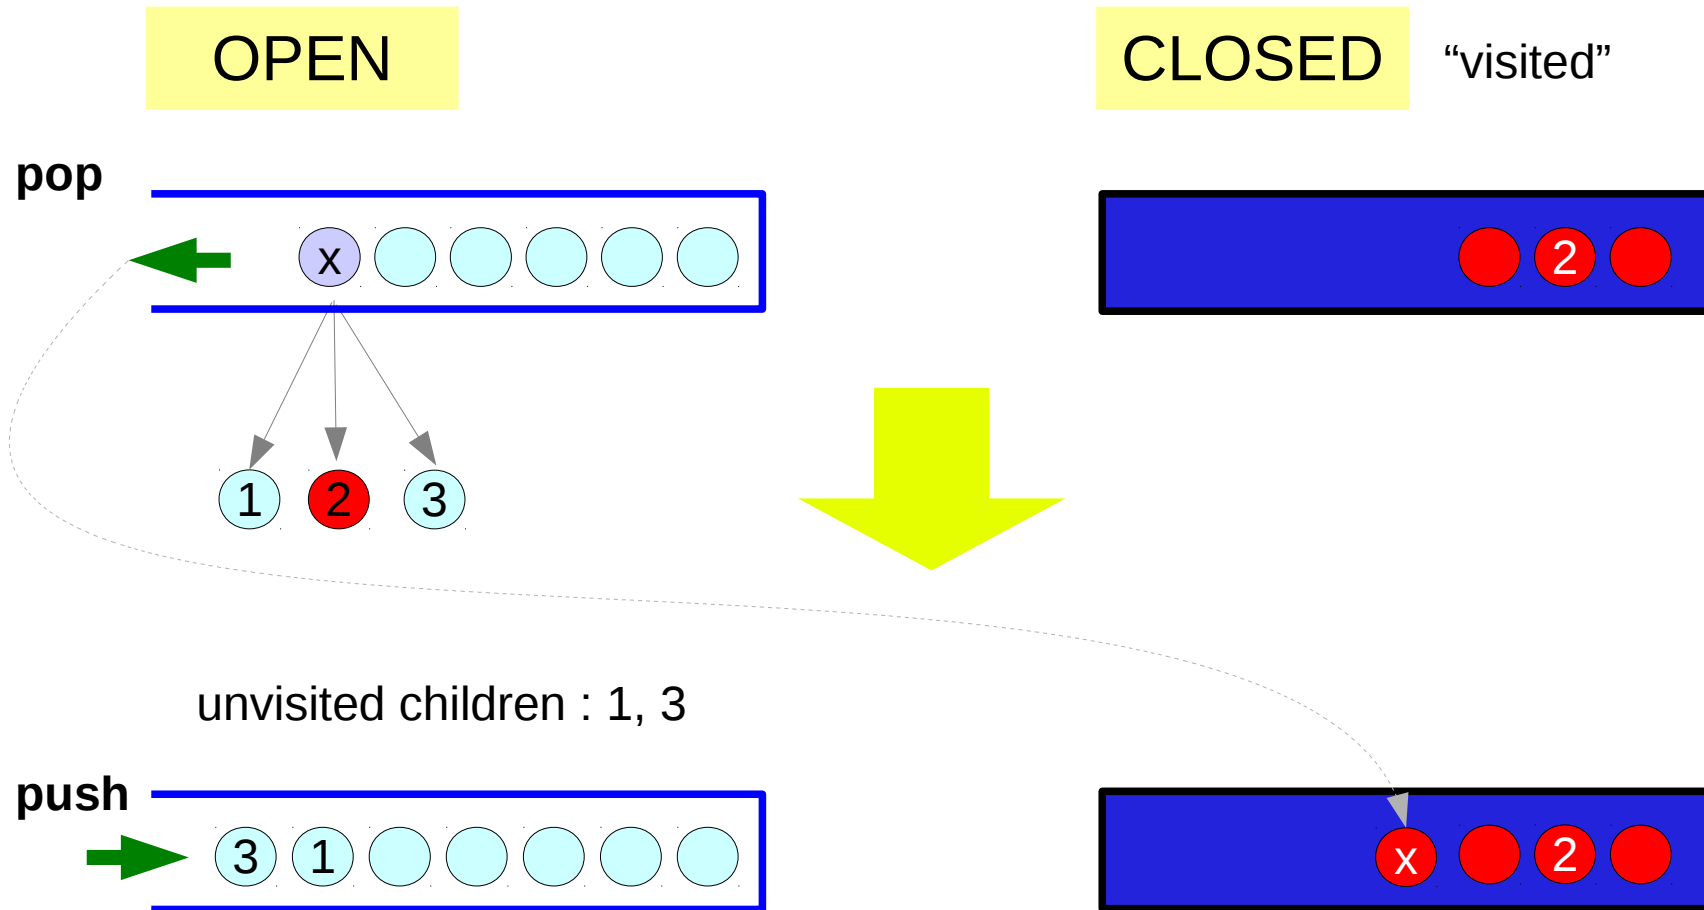 OPEN
CLOSED “visited”
pop
x
2
1 2 3
unvisited children : 1, 3
push
3 1
x 2